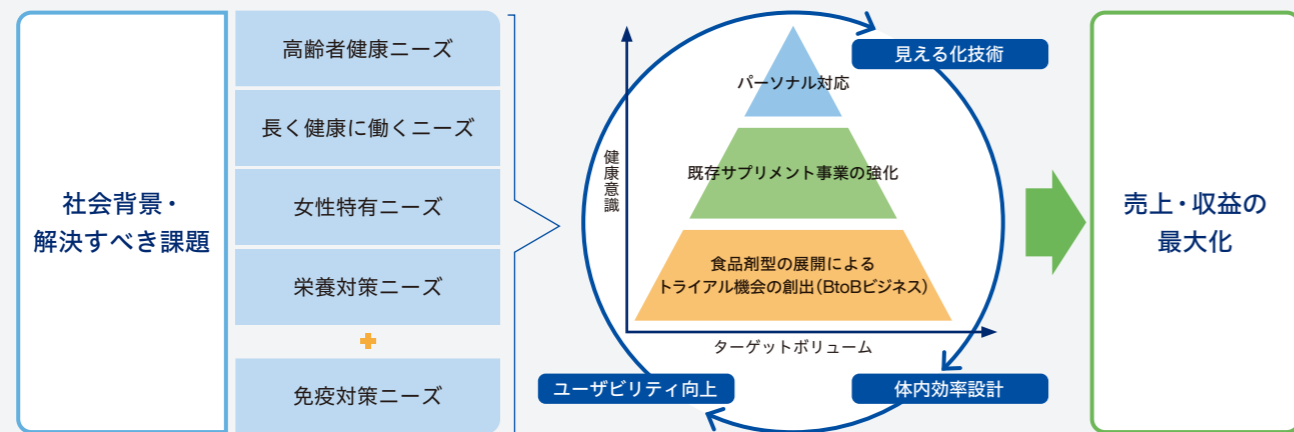 社会背景・
解決すべき課題
高齢者健康ニーズ
長く健康に働くニーズ
女性特有ニーズ
栄養対策ニーズ
免疫対策ニーズ
健康意識
パーソナル対応
既存サプリメント事業の強化
食品剤型の展開による
トライアル機会の創出（BtoBビジネス）
ターゲットボリューム
見える化技術
体内効率設計
ユーザビリティ向上
売上・収益の
最大化